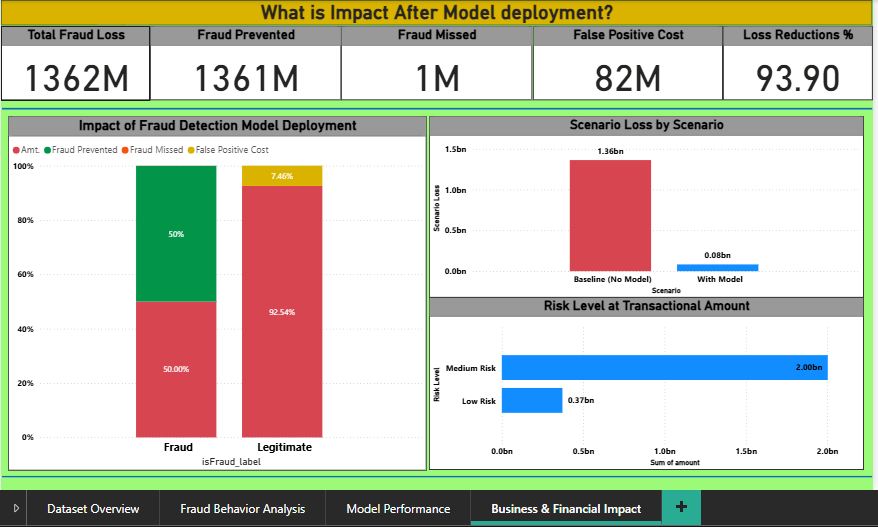 What is Impact After Model deployment?
Total Fraud Loss
1362M
Fraud Prevented
1361M
Fraud Missed
1M
False Positive Cost
82M
Loss Reductions %
93.90
Impact of Fraud Detection Model Deployment
Amt. Fraud Prevented Fraud Missed False Positive Cost
100%
80%
60%
40%
20%
0%
50%
50.00%
7.46%
92.54%
Fraud Legitimate
isFraud_label
Scenario Loss by Scenario
Scenario Loss
1.5bn
1.0bn
0.5bn
0.0bn
1.36bn
0.08bn
Baseline (No Model) With Model
Scenario
Risk Level at Transactional Amount
Risk Level
Medium Risk 2.00bn
Low Risk 0.37bn
0.0bn 0.5bn 1.0bn 1.5bn 2.0bn
Sum of amount
Dataset Overview Fraud Behavior Analysis Model Performance Business & Financial Impact +